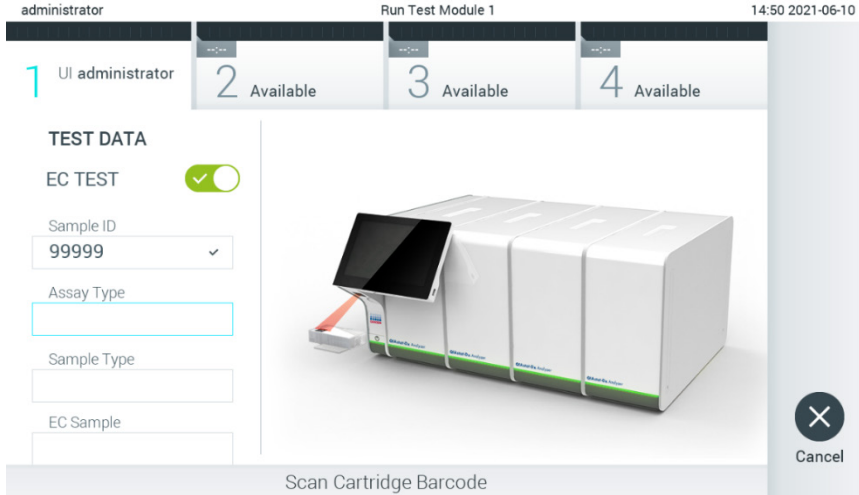 administrator Run Test Module 1 14:50 2021-06-10
--:-- --:-- --:--
1 UI administrator 2 Available 3 Available 4 Available
TEST DATA
EC TEST
Sample ID
99999
Assay Type
Sample Type
EC Sample
Cancel
Scan Cartridge Barcode